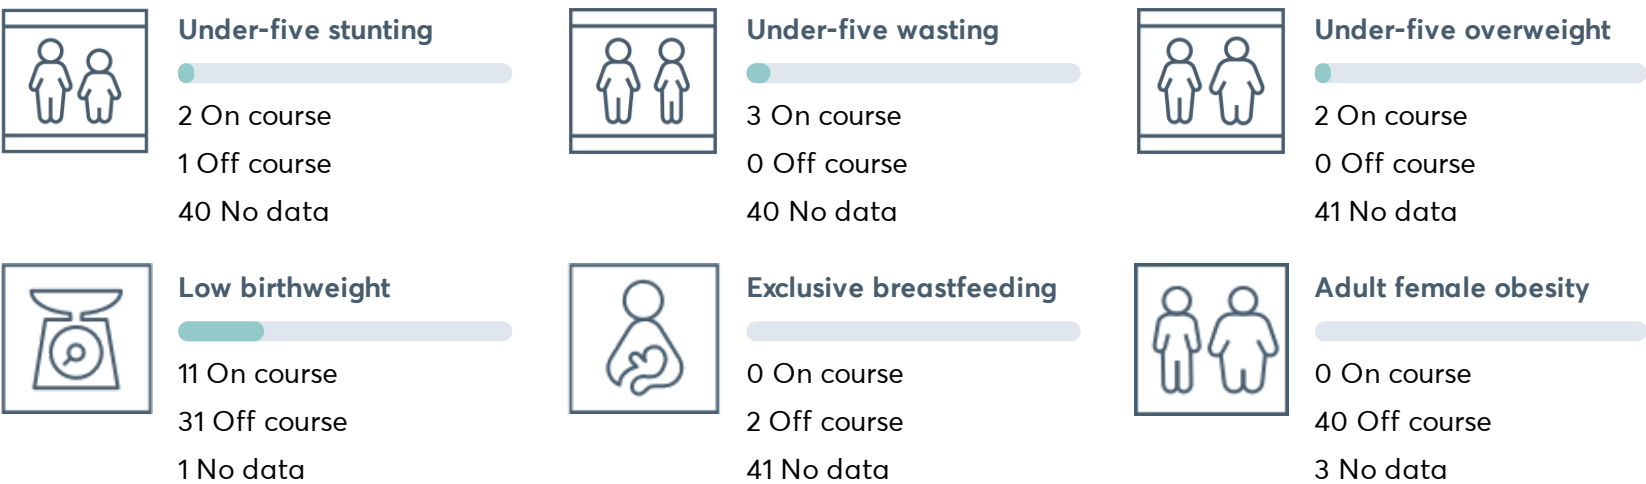 Under-five stunting
2 On course
1 Off course
40 No data
Under-five wasting
3 On course
0 Off course
40 No data
Under-five overweight
2 On course
0 Off course
41 No data
Low birthweight
11 On course
31 Off course
1 No data
Exclusive breastfeeding
0 On course
2 Off course
41 No data
Adult female obesity
0 On course
40 Off course
3 No data